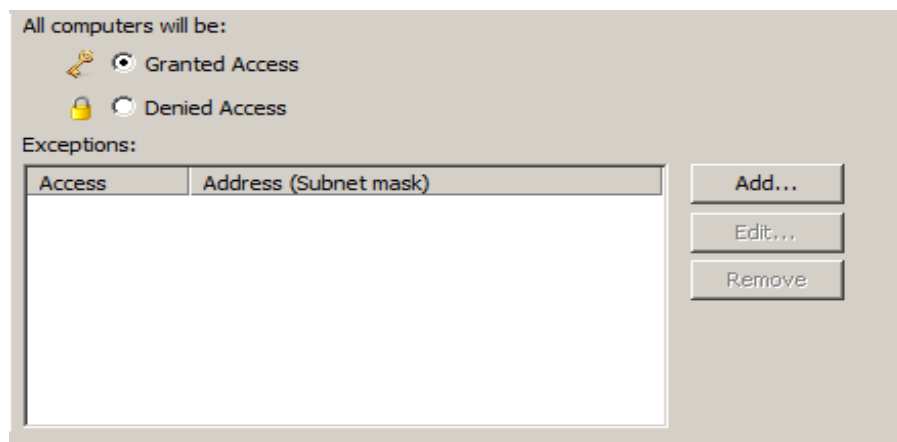 All computers will be:
Granted Access
Denied Access
Exceptions:
Access Address (Subnet mask)
Add...
Edit...
Remove